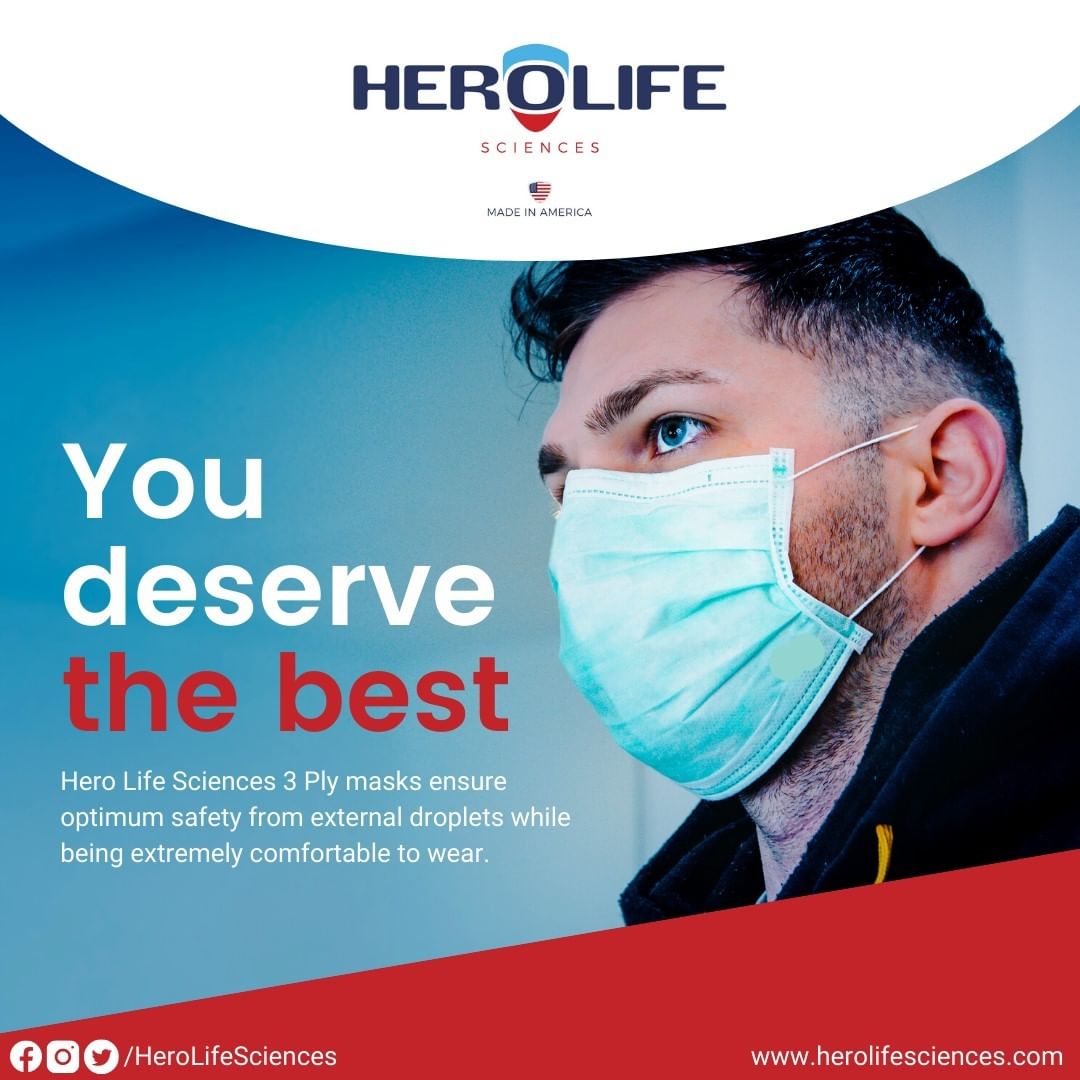 HEROLIFE
SCIENCES
MADE IN AMERICA
You
deserve
the best
Hero Life Sciences 3 Ply masks ensure
optimum safety from external droplets while
being extremely comfortable to wear.
/HeroLifeSciences
www.herolifesciences.com